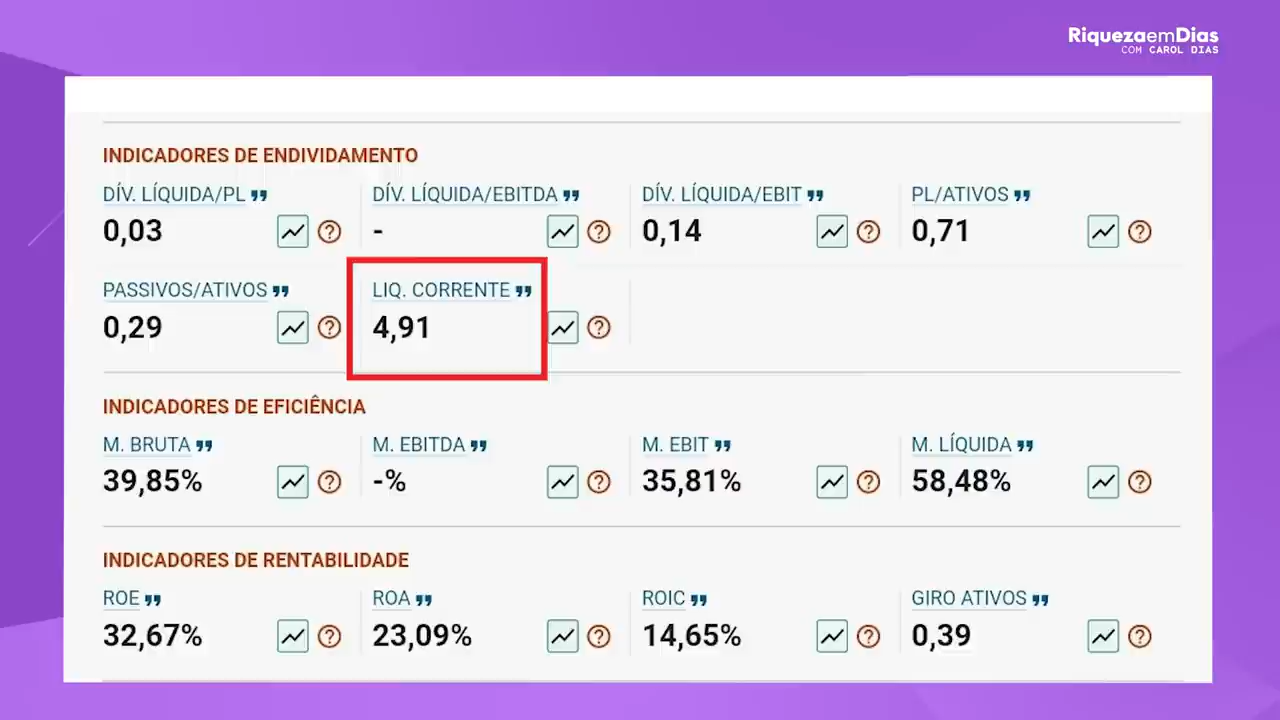 RiquezaemDias
COM CAROL DIAS
INDICADORES DE ENDIVIDAMENTO
DÍV. LÍQUIDA/PL DÍV. LÍQUIDA/EBITDA DÍV. LÍQUIDA/EBIT PL/ATIVOS
0,03 - 0,14 0,71
PASSIVOS/ATIVOS LIQ. CORRENTE
0,29 4,91
INDICADORES DE EFICIÊNCIA
M. BRUTA M. EBITDA M. EBIT M. LÍQUIDA
39,85% -% 35,81% 58,48%
INDICADORES DE RENTABILIDADE
ROE ROA ROIC GIRO ATIVOS
32,67% 23,09% 14,65% 0,39